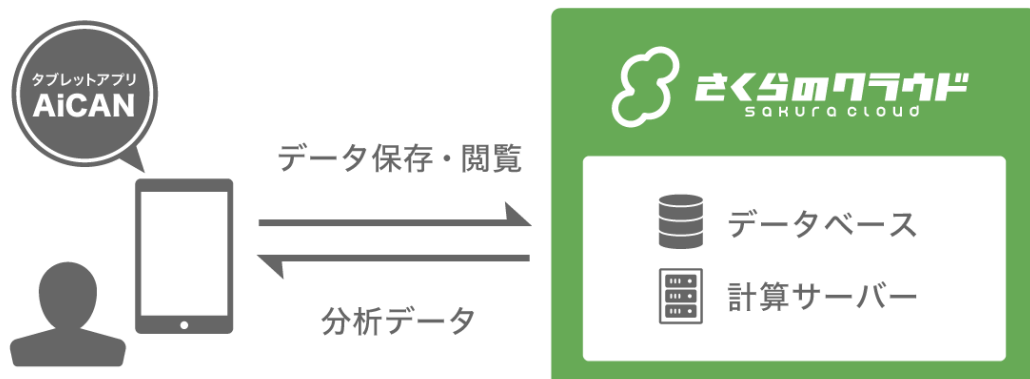 タブレットアプリ
AiCAN
データ保存・閲覧
分析データ
さくらのクラウド
sakura cloud
データベース
計算サーバー